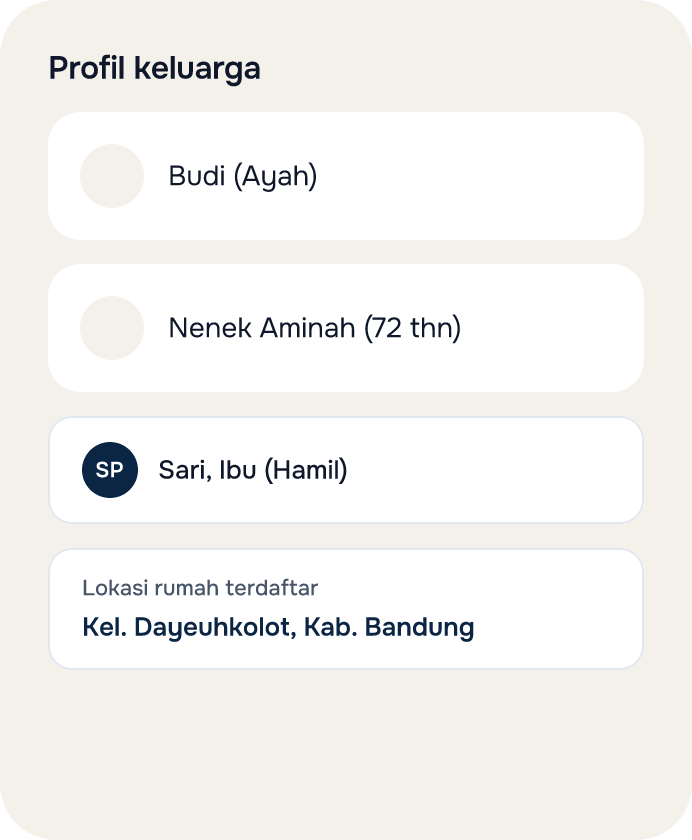 Profil keluarga
Budi (Ayah)
Nenek Aminah (72 thn)
SP
Sari, Ibu (Hamil)
Lokasi rumah terdaftar
Kel. Dayeuhkolot, Kab. Bandung